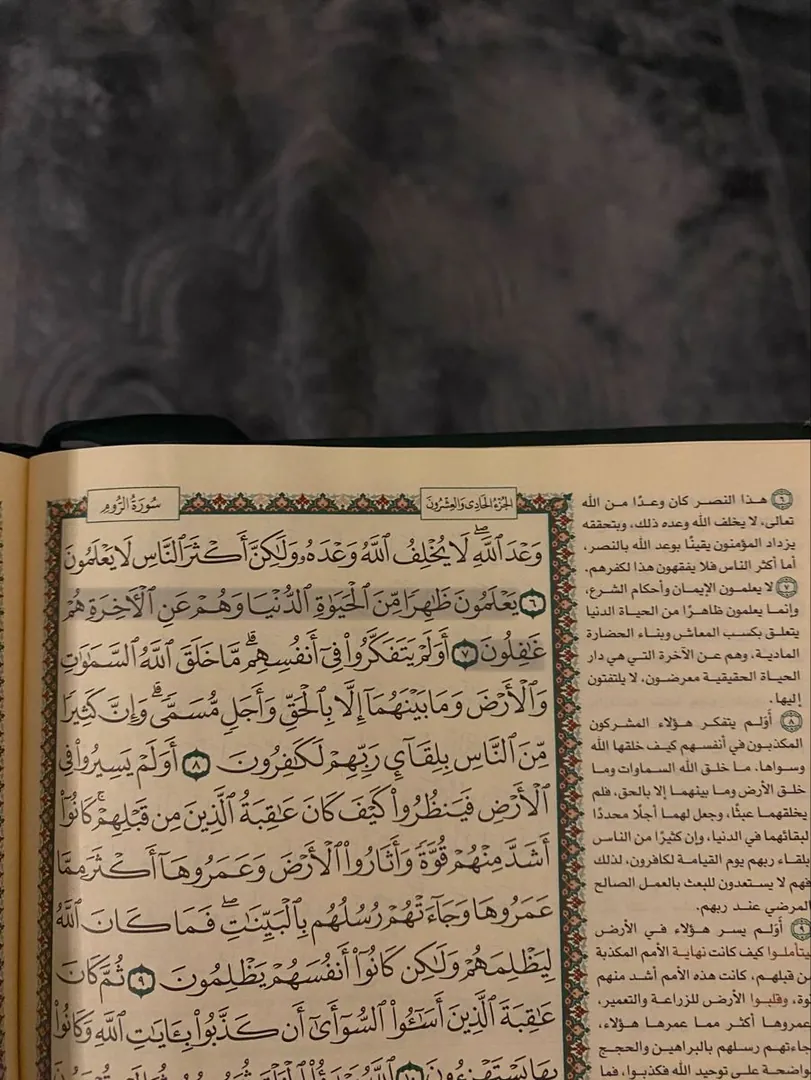 سُورَةُ الرُّومِ
الجُزْءُ الحَادِى وَالعِشْرُونَ
وَعْدَ ٱللَّهِۖ لَا يُخْلِفُ ٱللَّهُ وَعْدَهُۥ وَلَٰكِنَّ أَكْثَرَ ٱلنَّاسِ لَا يَعْلَمُونَ
٦ يَعْلَمُونَ ظَٰهِرًا مِّنَ ٱلْحَيَوٰةِ ٱلدُّنْيَا وَهُمْ عَنِ ٱلْءَاخِرَةِ هُمْ
غَٰفِلُونَ ٧ أَوَلَمْ يَتَفَكَّرُوا۟ فِىٓ أَنفُسِهِمۗ مَّا خَلَقَ ٱللَّهُ ٱلسَّمَٰوَٰتِ
وَٱلْأَرْضَ وَمَا بَيْنَهُمَآ إِلَّا بِٱلْحَقِّ وَأَجَلٍ مُّسَمًّىۗ وَإِنَّ كَثِيرًا
مِّنَ ٱلنَّاسِ بِلِقَآئِ رَبِّهِمْ لَكَٰفِرُونَ ٨ أَوَلَمْ يَسِيرُوا۟ فِى
ٱلْأَرْضِ فَيَنظُرُوا۟ كَيْفَ كَانَ عَٰقِبَةُ ٱلَّذِينَ مِن قَبْلِهِمْۚ كَانُوٓا۟
أَشَدَّ مِنْهُمْ قُوَّةً وَأَثَارُوا۟ ٱلْأَرْضَ وَعَمَرُوهَآ أَكْثَرَ مِمَّا
عَمَرُوهَا وَجَآءَتْهُمْ رُسُلُهُم بِٱلْبَيِّنَٰتِۖ فَمَا كَانَ ٱللَّهُ
لِيَظْلِمَهُمْ وَلَٰكِن كَانُوٓا۟ أَنفُسَهُمْ يَظْلِمُونَ ٩ ثُمَّ كَانَ
عَٰقِبَةَ ٱلَّذِينَ أَسَٰٓـُٔوا۟ ٱلسُّوٓأَىٰٓ أَن كَذَّبُوا۟ بِـَٔايَٰتِ ٱللَّهِ وَكَانُوا۟
بِهَا يَسْتَهْزِءُونَ ١٠ ٱللَّهُ
٦ هذا النصر كان وعدًا من الله
تعالى، لا يخلف الله وعده ذلك، وبتحققه
يزداد المؤمنون يقينًا بوعد الله بالنصر،
أما أكثر الناس فلا يفقهون هذا لكفرهم.
٧ لا يعلمون الإيمان وأحكام الشرع،
وإنما يعلمون ظاهرًا من الحياة الدنيا
يتعلق بكسب المعاش وبناء الحضارة
المادية، وهم عن الآخرة التي هي دار
الحياة الحقيقية معرضون، لا يلتفتون
إليها.
٨ أَوَلم يتفكر هؤلاء المشركون
المكذبون في أنفسهم كيف خلقها الله
وسواها، ما خلق الله السماوات وما
خلق الأرض وما بينهما إلا بالحق، فلم
يخلقهما عبثًا، وجعل لهما أجلًا محددًا
لبقائهما في الدنيا، وإن كثيرًا من الناس
بلقاء ربهم يوم القيامة لكافرون، لذلك
فهم لا يستعدون للبعث بالعمل الصالح
المرضي عند ربهم.
٩ أَوَلم يسر هؤلاء في الأرض
يتأملوا كيف كانت نهاية الأمم المكذبة
من قبلهم، كانت هذه الأمم أشد منهم
قوة، وقلبوا الأرض للزراعة والتعمير،
عمروها أكثر مما عمرها هؤلاء،
جاءتهم رسلهم بالبراهين والحجج
واضحة على توحيد الله فكذبوا، فما